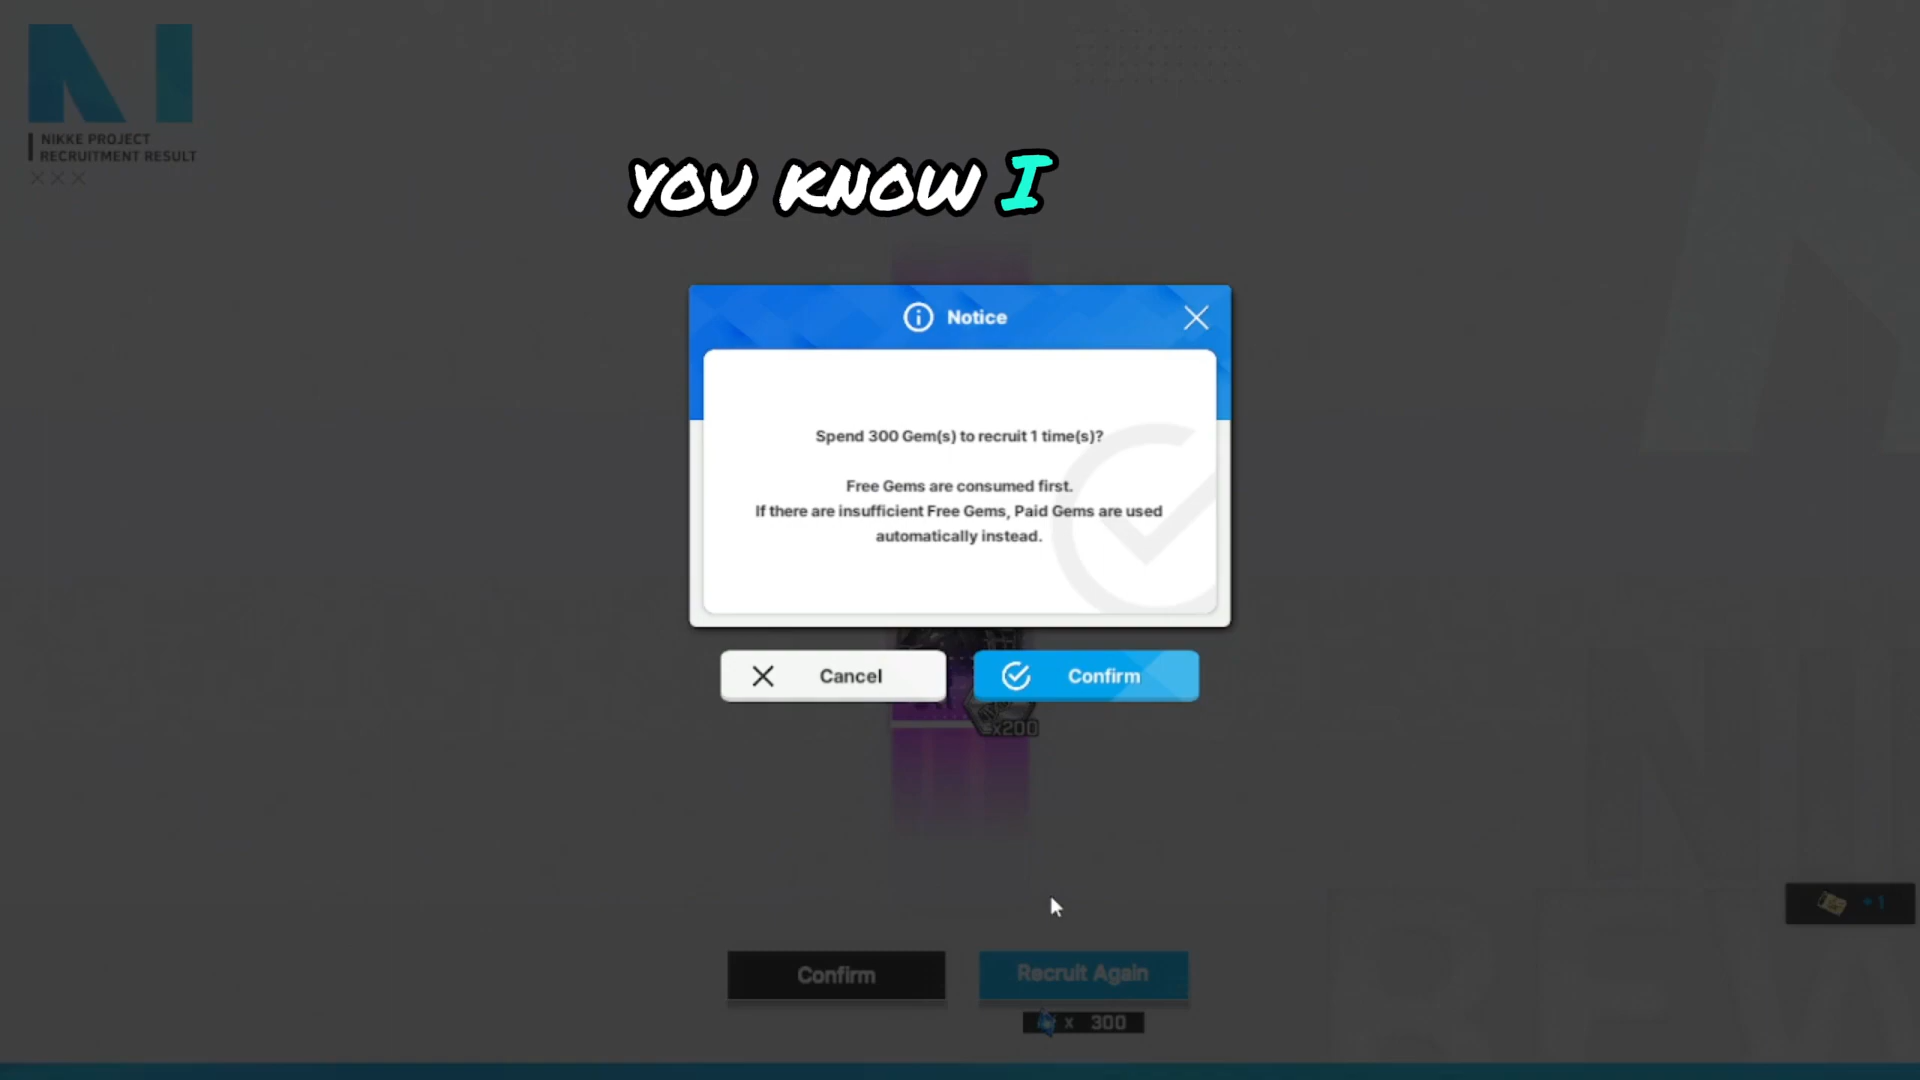 NI
NIKKE PROJECT
RECRUITMENT RESULT
YOU KNOW I
Notice
Spend 300 Gem(s) to recruit 1 time(s)?
Free Gems are consumed first.
If there are insufficient Free Gems, Paid Gems are used
automatically instead.
Cancel
Confirm
x200
+1
Confirm
Recruit Again
x 300